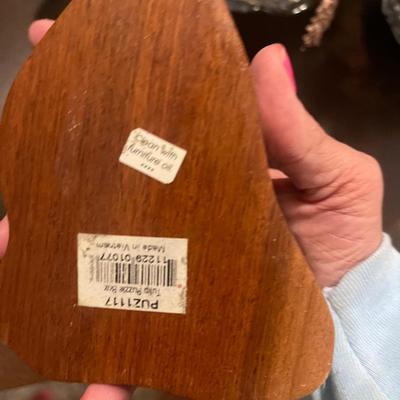 Clean with
furniture oil
****
PUZ1117
Tulip Puzzle Box
11229 01077
Made in Vietnam